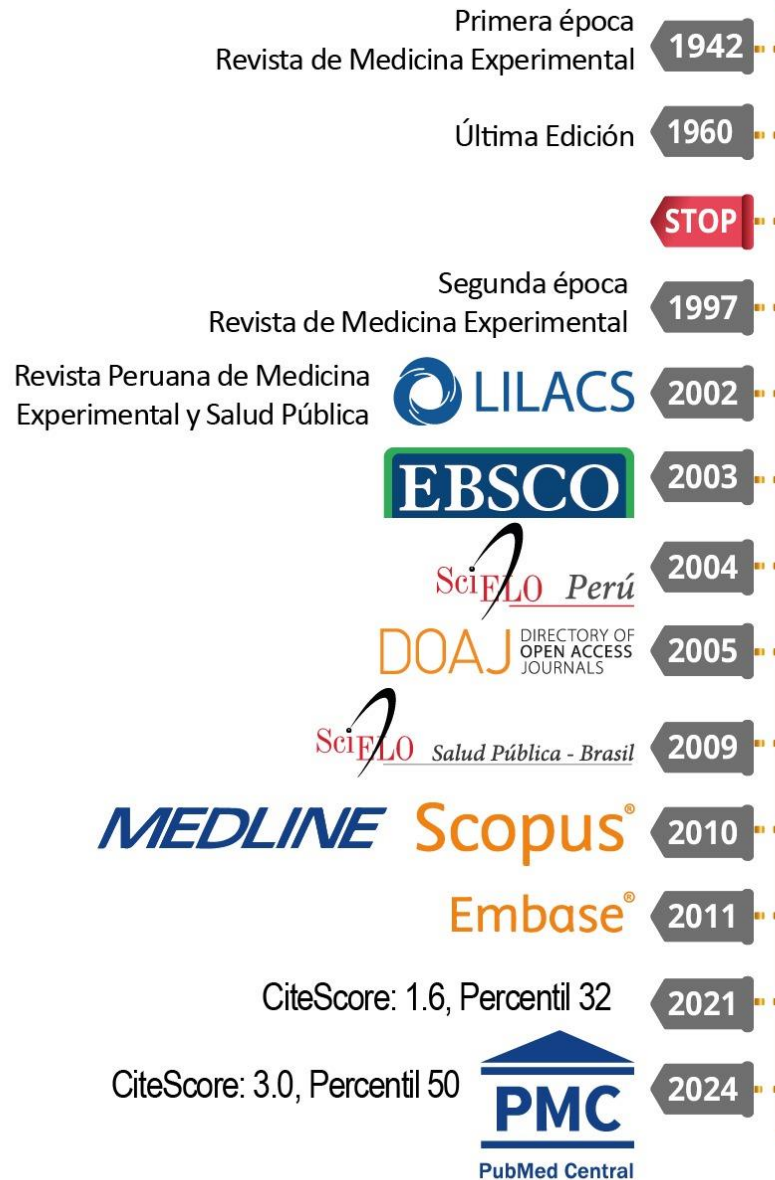 Primera época
Revista de Medicina Experimental
1942
Última Edición
1960
STOP
Segunda época
Revista de Medicina Experimental
1997
Revista Peruana de Medicina
Experimental y Salud Pública
LILACS
2002
EBSCO
2003
SciELO Perú
2004
DOAJ
DIRECTORY OF
OPEN ACCESS
JOURNALS
2005
SciELO Salud Pública - Brasil
2009
MEDLINE
Scopus®
2010
Embase®
2011
CiteScore: 1.6, Percentil 32
2021
CiteScore: 3.0, Percentil 50
PMC
PubMed Central
2024